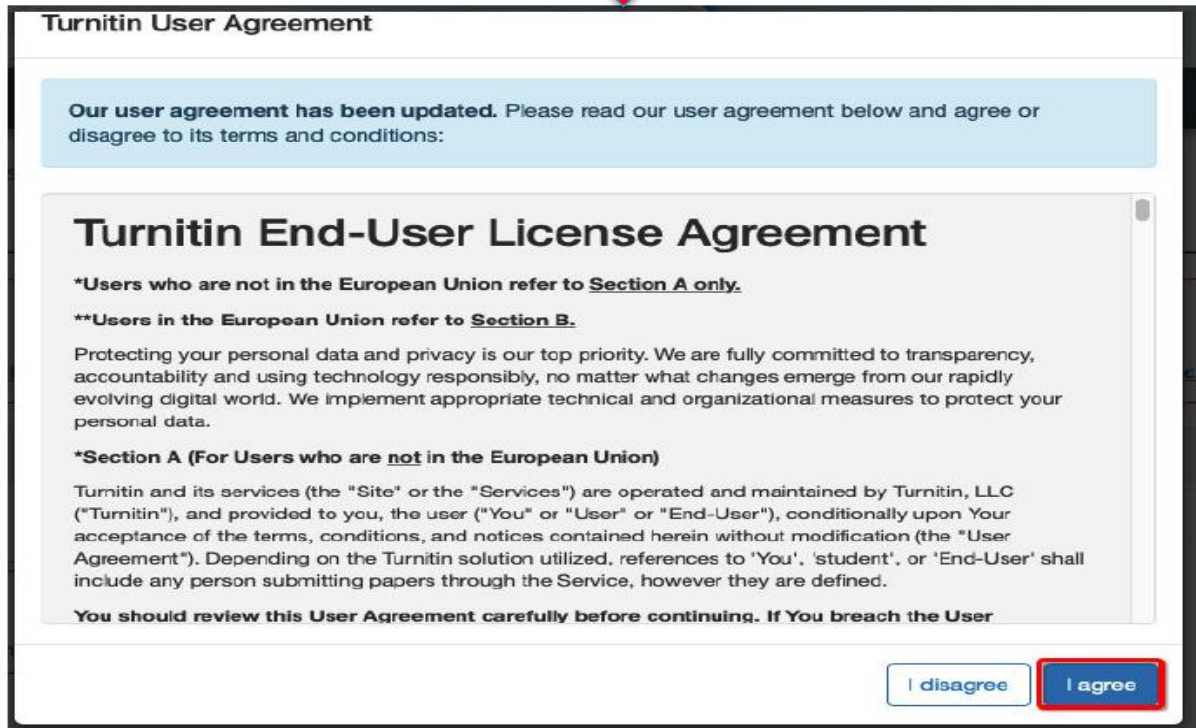 Turnitin User Agreement
Our user agreement has been updated. Please read our user agreement below and agree or
disagree to its terms and conditions:
Turnitin End-User License Agreement
*Users who are not in the European Union refer to Section A only.
**Users in the European Union refer to Section B.
Protecting your personal data and privacy is our top priority. We are fully committed to transparency,
accountability and using technology responsibly, no matter what changes emerge from our rapidly
evolving digital world. We implement appropriate technical and organizational measures to protect your
personal data.
*Section A (For Users who are not in the European Union)
Turnitin and its services (the "Site" or the "Services") are operated and maintained by Turnitin, LLC
("Turnitin"), and provided to you, the user ("You" or "User" or "End-User"), conditionally upon Your
acceptance of the terms, conditions, and notices contained herein without modification (the "User
Agreement"). Depending on the Turnitin solution utilized, references to 'You', 'student', or 'End-User' shall
include any person submitting papers through the Service, however they are defined.
You should review this User Agreement carefully before continuing. If You breach the User
I disagree
I agree